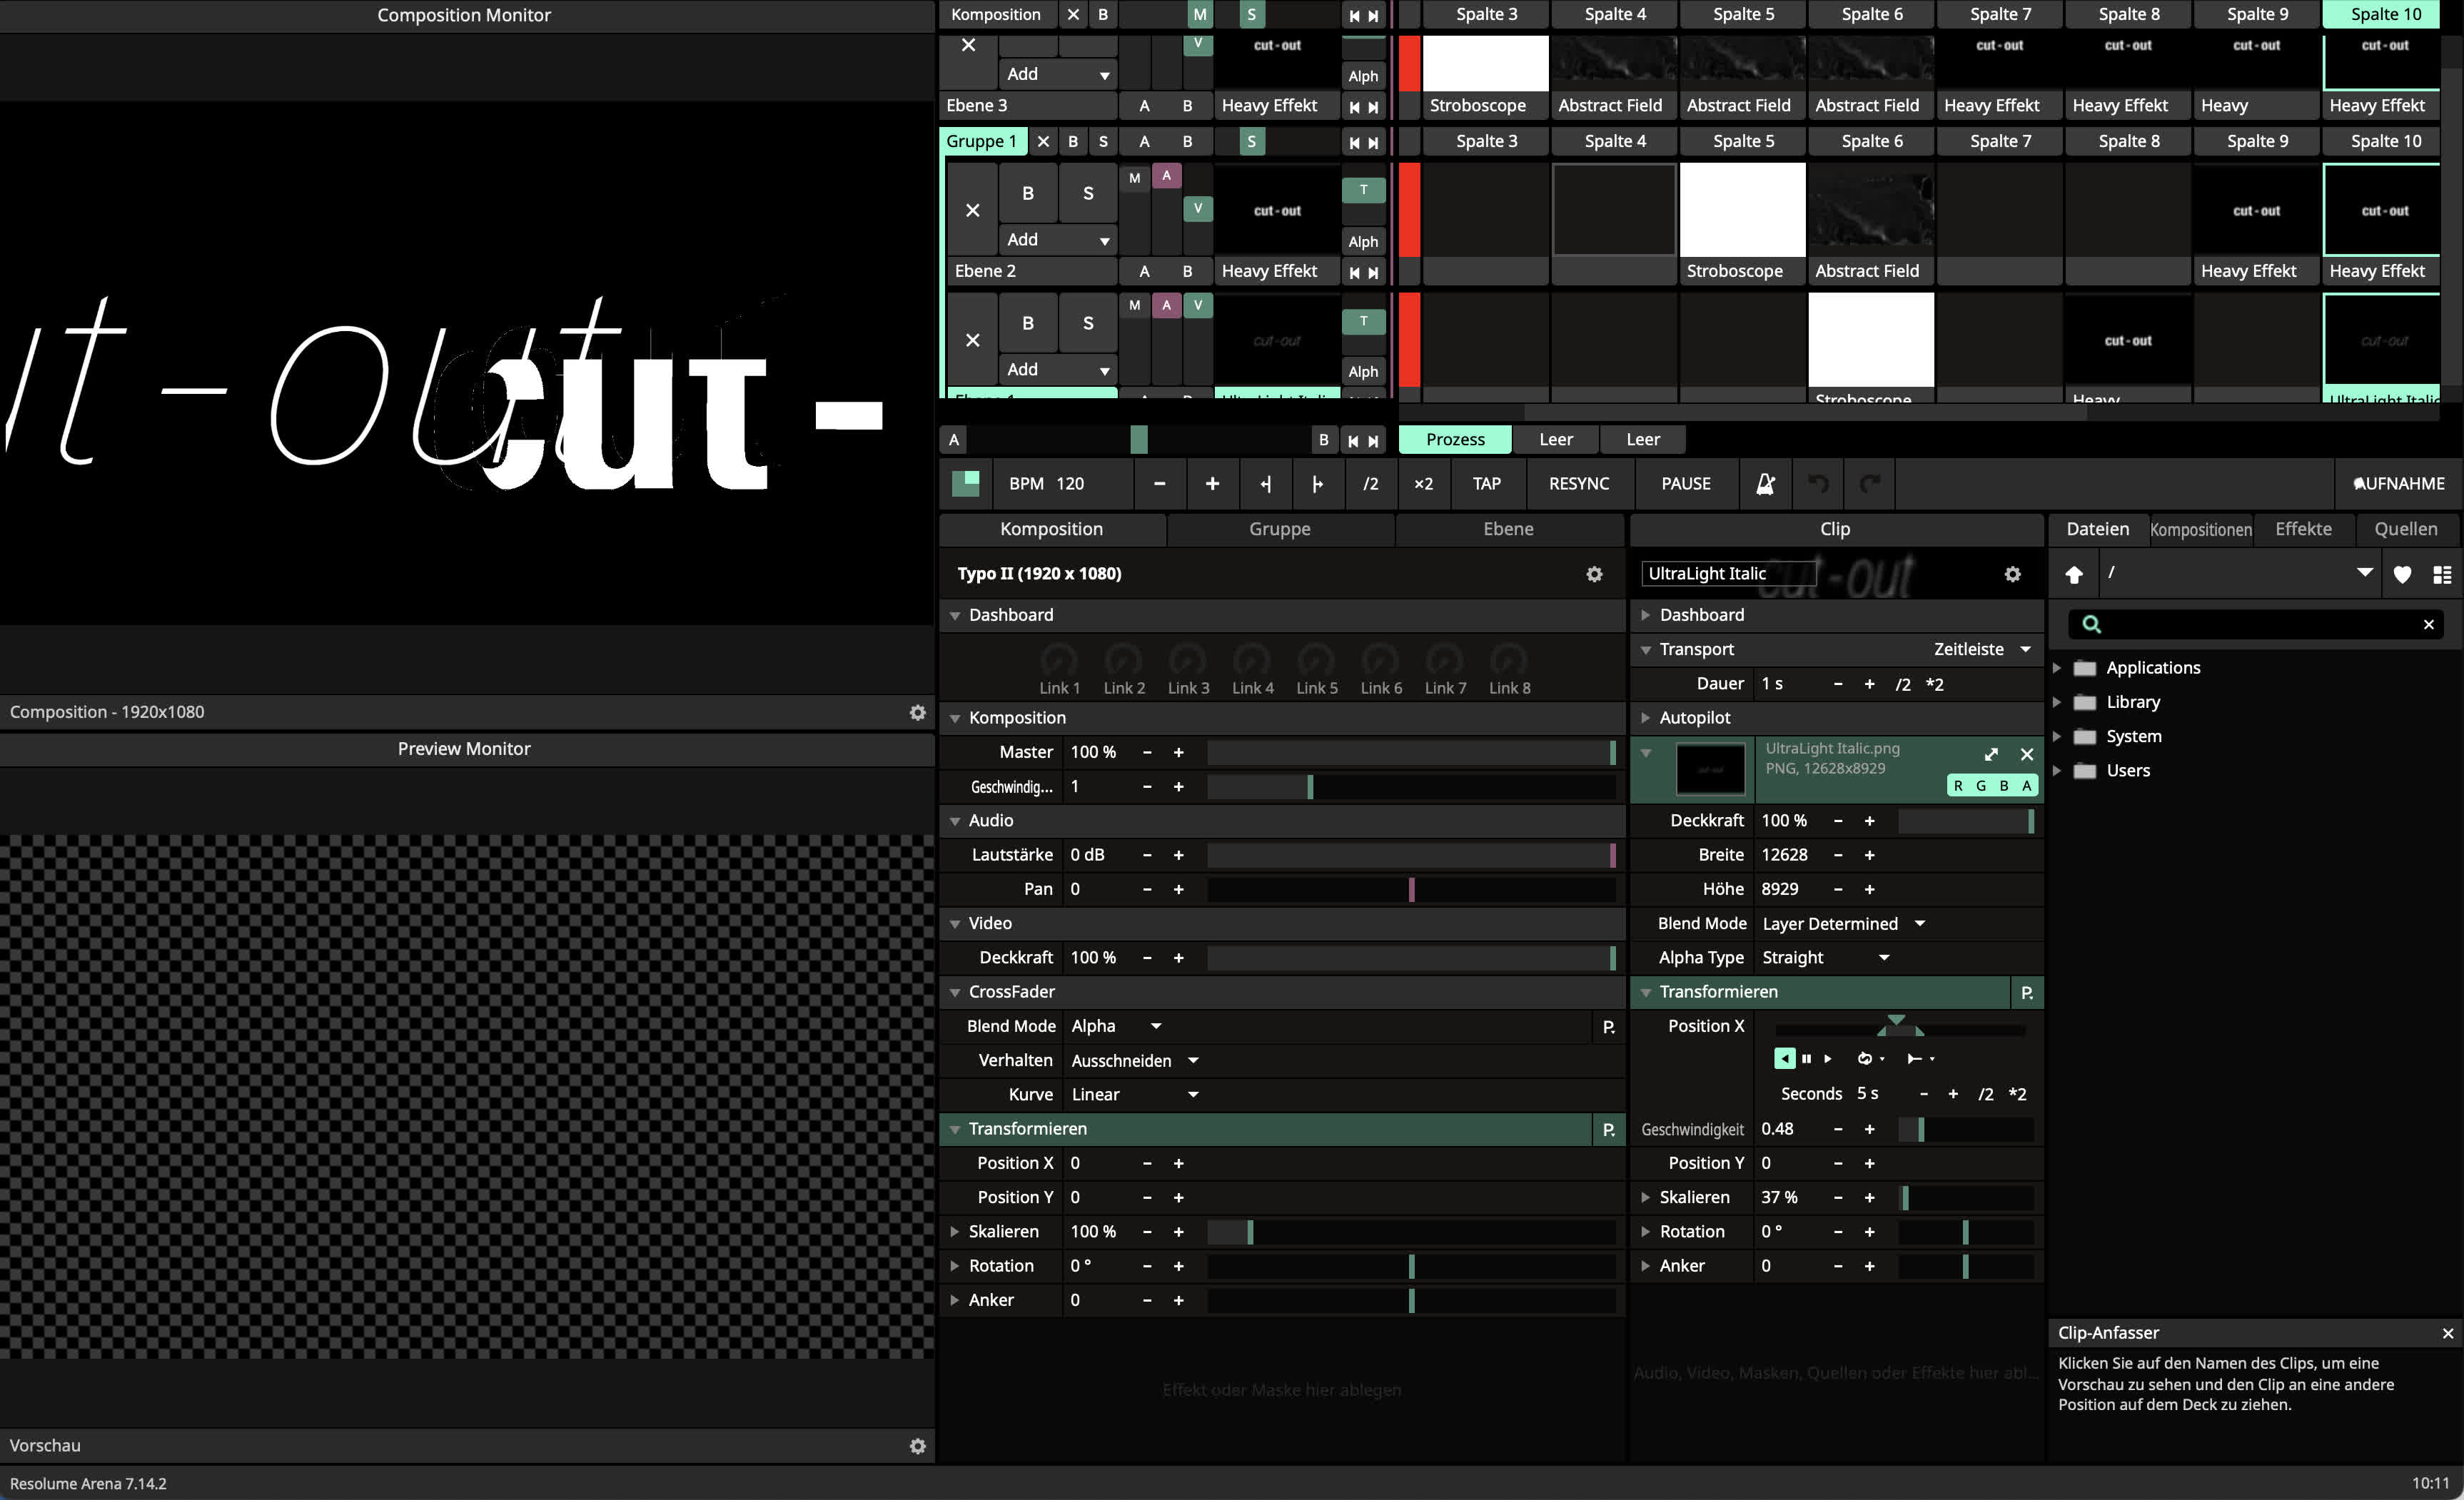 Composition Monitor
ut - out
cut -
Composition - 1920x1080
Preview Monitor
Vorschau
Resolume Arena 7.14.2
Komposition B M S Spalte 3 Spalte 4 Spalte 5 Spalte 6 Spalte 7 Spalte 8 Spalte 9 Spalte 10
V cut-out cut-out cut-out cut-out cut-out
Add Alph
Ebene 3 A B Heavy Effekt Stroboscope Abstract Field Abstract Field Abstract Field Heavy Effekt Heavy Effekt Heavy Heavy Effekt
Gruppe 1 B S A B S Spalte 3 Spalte 4 Spalte 5 Spalte 6 Spalte 7 Spalte 8 Spalte 9 Spalte 10
B S M A V cut-out T cut-out cut-out
Add Alph
Ebene 2 A B Heavy Effekt Stroboscope Abstract Field Heavy Effekt Heavy Effekt
B S M A V cut-out T cut-out cut-out
Add Alph
Ebene 1 A B UltraLight Italic Stroboscope Heavy UltraLight Italic
A B Prozess Leer Leer
BPM 120 - + /2 ×2 TAP RESYNC PAUSE AUFNAHME
Komposition Gruppe Ebene
Typo II (1920 x 1080)
Dashboard
Link 1 Link 2 Link 3 Link 4 Link 5 Link 6 Link 7 Link 8
Komposition
Master 100 % - +
Geschwindig... 1 - +
Audio
Lautstärke 0 dB - +
Pan 0 - +
Video
Deckkraft 100 % - +
CrossFader
Blend Mode Alpha P.
Verhalten Ausschneiden
Kurve Linear
Transformieren P.
Position X 0 - +
Position Y 0 - +
Skalieren 100 % - +
Rotation 0 ° - +
Anker 0 - +
Effekt oder Maske hier ablegen
Clip
UltraLight Italic cut-out
Dashboard
Transport Zeitleiste
Dauer 1 s - + /2 *2
Autopilot
UltraLight Italic.png
PNG, 12628x8929
R G B A
Deckkraft 100 % - +
Breite 12628 - +
Höhe 8929 - +
Blend Mode Layer Determined
Alpha Type Straight
Transformieren P.
Position X
Seconds 5 s - + /2 *2
Geschwindigkeit 0.48 - +
Position Y 0 - +
Skalieren 37 % - +
Rotation 0 ° - +
Anker 0 - +
Audio, Video, Masken, Quellen oder Effekte hier abl...
Dateien Kompositionen Effekte Quellen
/
Applications
Library
System
Users
Clip-Anfasser
Klicken Sie auf den Namen des Clips, um eine
Vorschau zu sehen und den Clip an eine andere
Position auf dem Deck zu ziehen.
10:11